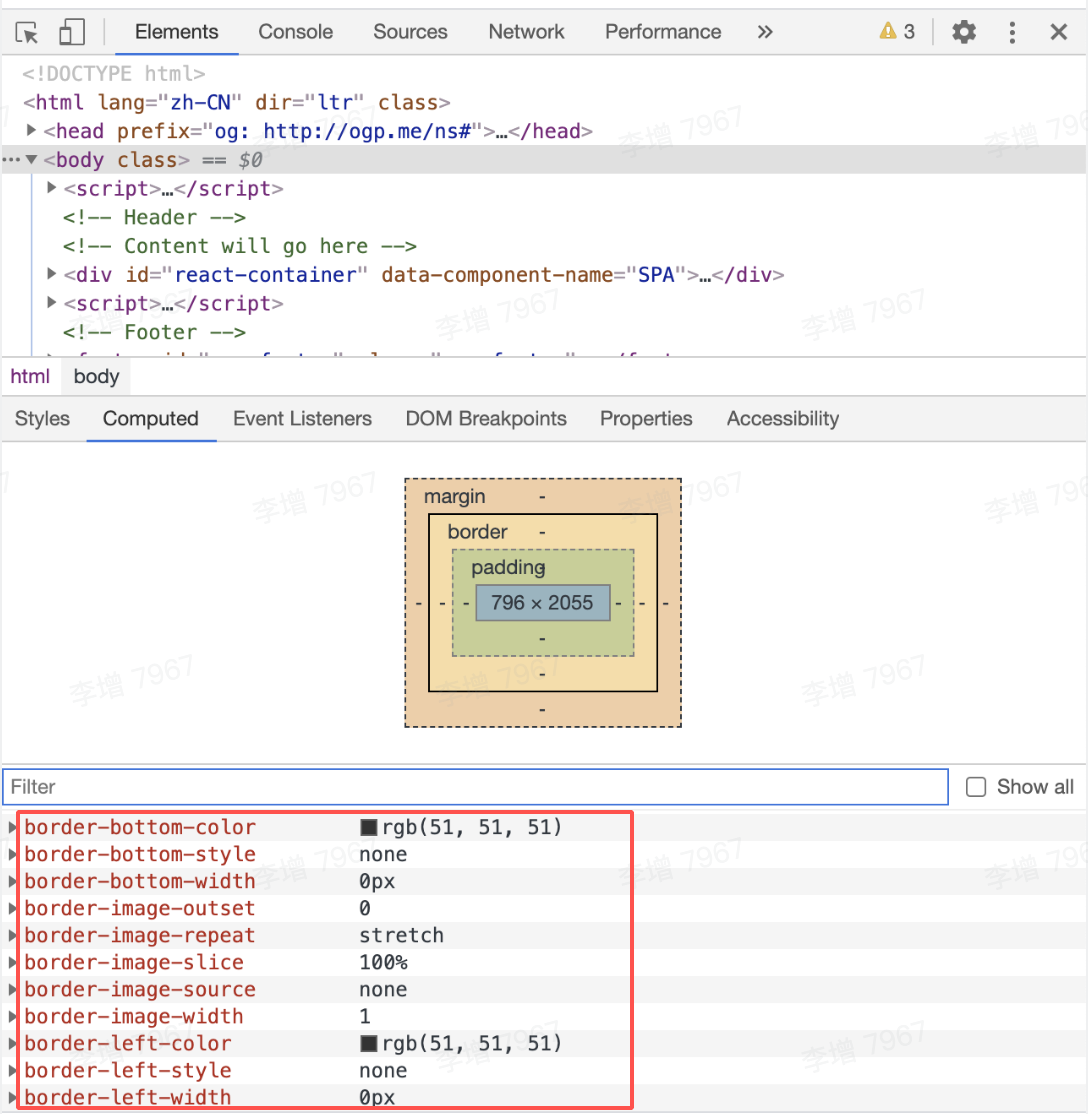 Elements Console Sources Network Performance » 3
<!DOCTYPE html>
<html lang="zh-CN" dir="ltr" class>
<head prefix="og: http://ogp.me/ns#">…</head>
<body class> == $0
<script>…</script>
<!-- Header -->
<!-- Content will go here -->
<div id="react-container" data-component-name="SPA">…</div>
<script>…</script>
<!-- Footer -->
html body
Styles Computed Event Listeners DOM Breakpoints Properties Accessibility
margin -
border -
padding -
- - - 796 × 2055 - - -
-
-
-
Filter Show all
border-bottom-color rgb(51, 51, 51)
border-bottom-style none
border-bottom-width 0px
border-image-outset 0
border-image-repeat stretch
border-image-slice 100%
border-image-source none
border-image-width 1
border-left-color rgb(51, 51, 51)
border-left-style none
border-left-width 0px
李增 7967